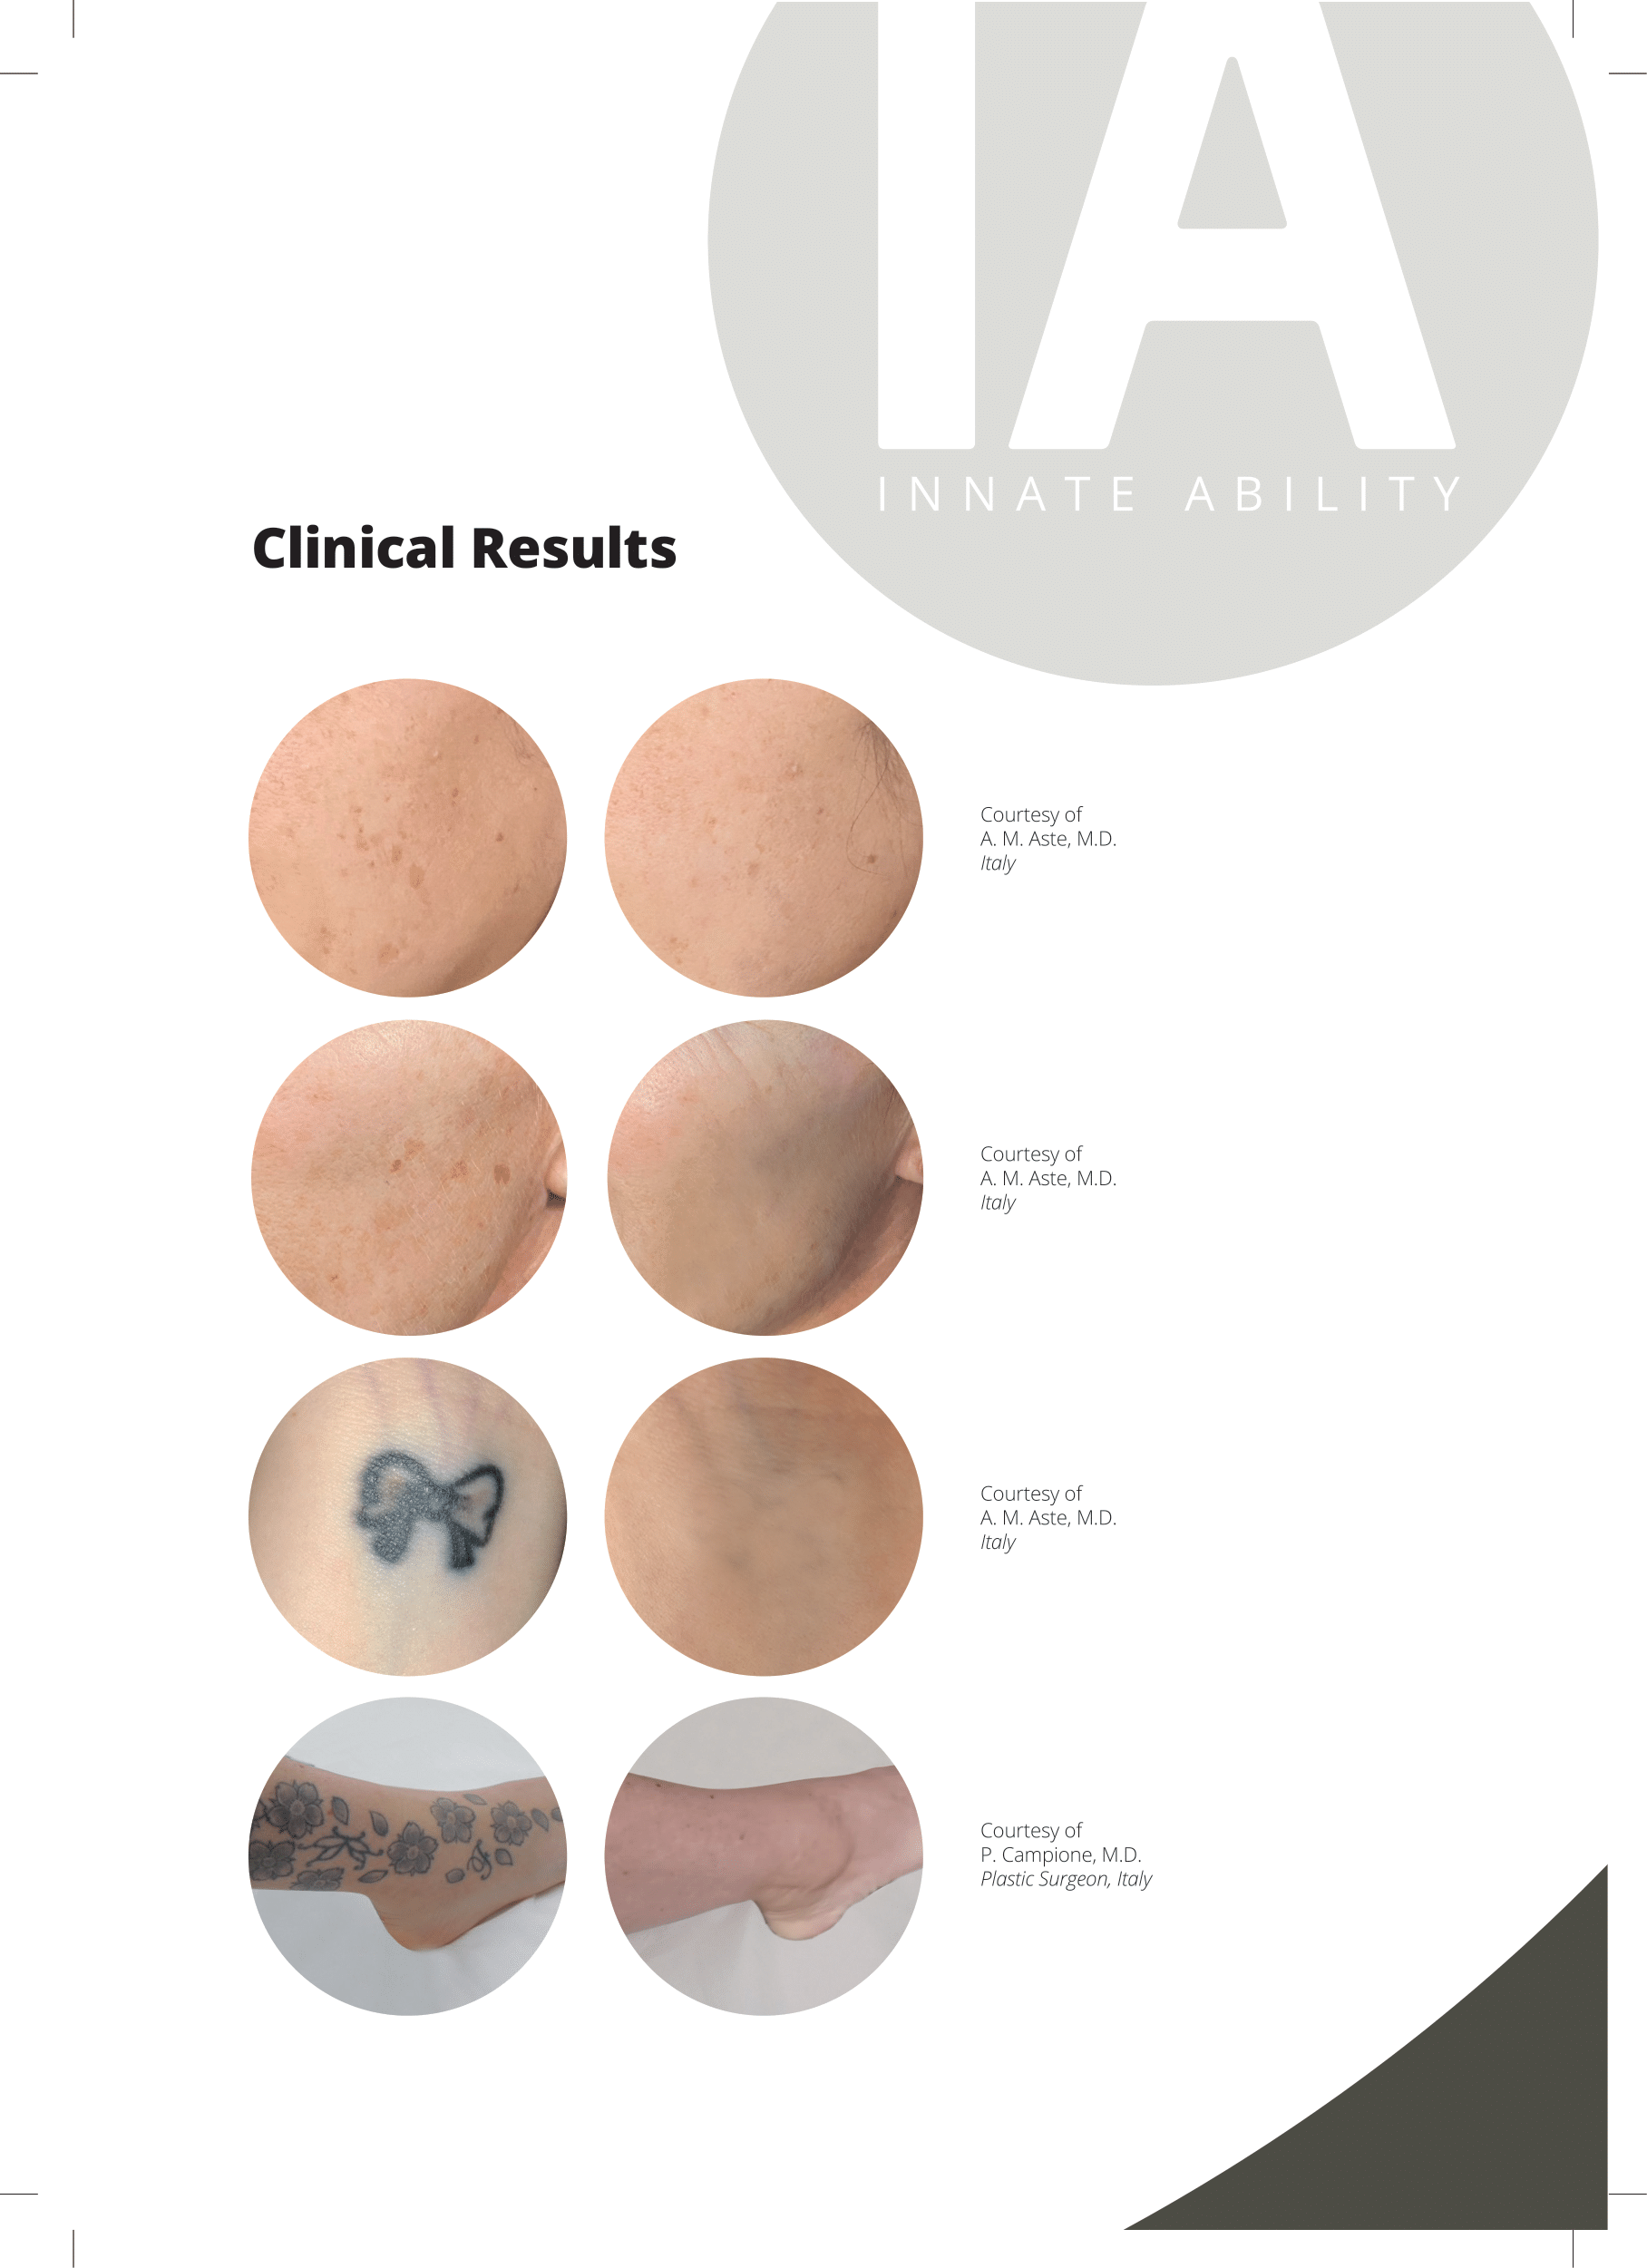 IA
INNATE ABILITY
Clinical Results
Courtesy of
A. M. Aste, M.D.
Italy
Courtesy of
A. M. Aste, M.D.
Italy
Courtesy of
A. M. Aste, M.D.
Italy
Courtesy of
P. Campione, M.D.
Plastic Surgeon, Italy